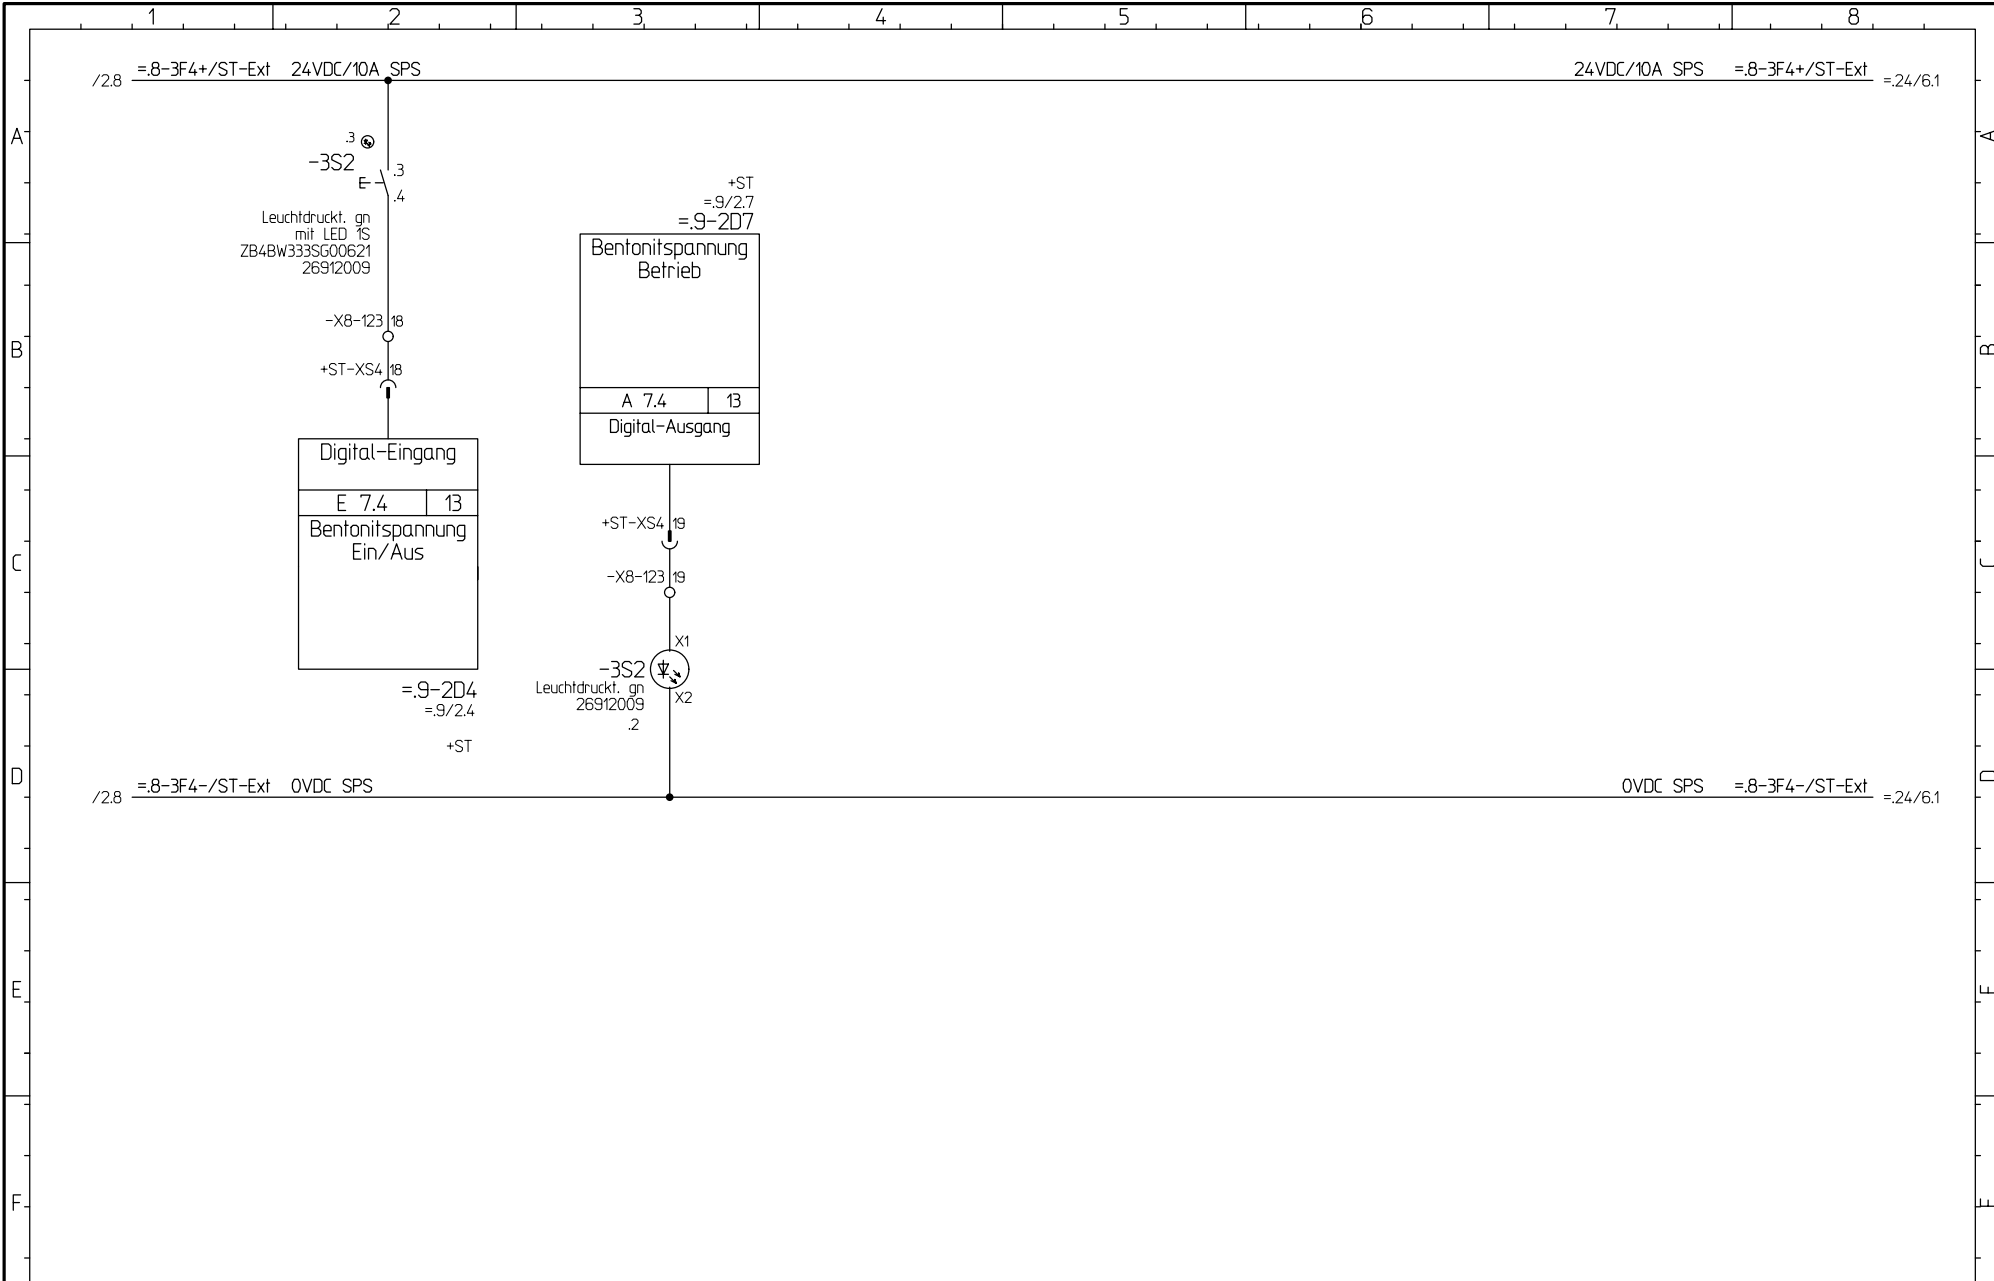 1 2 3 4 5 6 7 8
/2.8 =.8-3F4+/ST-Ext 24VDC/10A SPS
24VDC/10A SPS =.8-3F4+/ST-Ext =.24/6.1
A A
.3
-3S2
.3
.4
Leuchtdruckt. gn
mit LED 1S
ZB4BW333SG00621
26912009
+ST
=.9/2.7
=.9-2D7
Bentonitspannung
Betrieb
-X8-123 18
B B
+ST-XS4 18
A 7.4 13
Digital-Ausgang
Digital-Eingang
E 7.4 13
Bentonitspannung
Ein/Aus
+ST-XS4 19
C C
-X8-123 19
X1
-3S2
Leuchtdruckt. gn
26912009
X2
.2
=.9-2D4
=.9/2.4
+ST
D D
/2.8 =.8-3F4-/ST-Ext 0VDC SPS
0VDC SPS =.8-3F4-/ST-Ext =.24/6.1
E E
F F